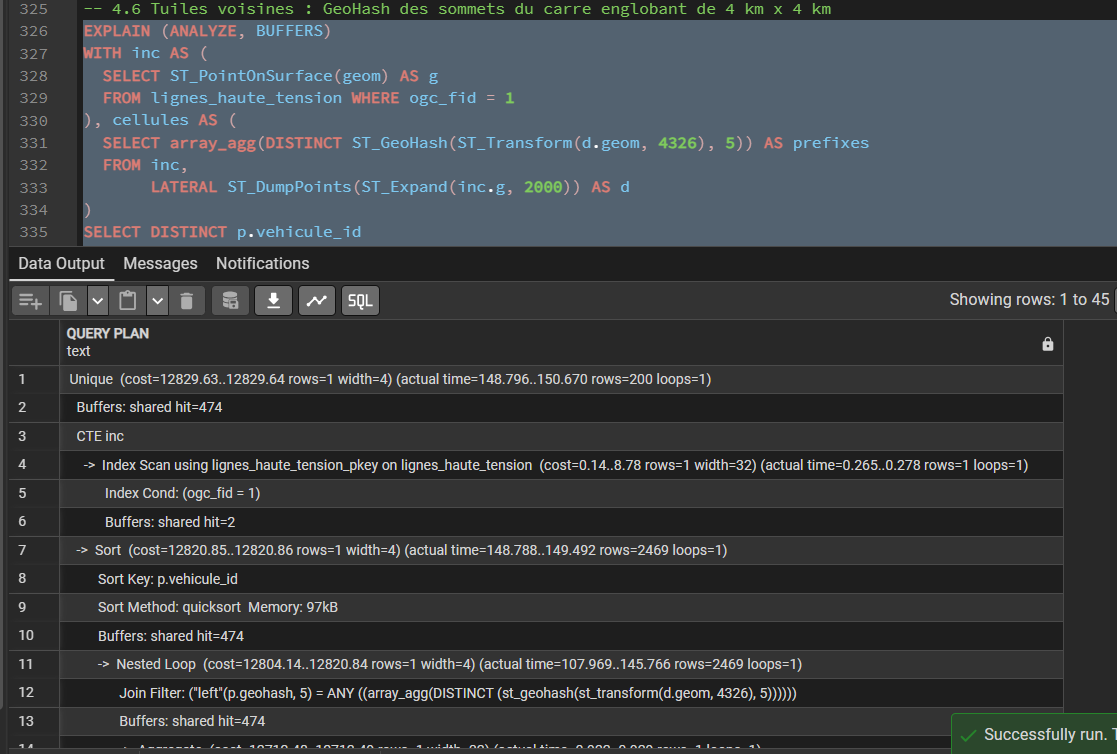 325 -- 4.6 Tuiles voisines : GeoHash des sommets du carre englobant de 4 km x 4 km
326 EXPLAIN (ANALYZE, BUFFERS)
327 WITH inc AS (
328 SELECT ST_PointOnSurface(geom) AS g
329 FROM lignes_haute_tension WHERE ogc_fid = 1
330 ), cellules AS (
331 SELECT array_agg(DISTINCT ST_GeoHash(ST_Transform(d.geom, 4326), 5)) AS prefixes
332 FROM inc,
333 LATERAL ST_DumpPoints(ST_Expand(inc.g, 2000)) AS d
334 )
335 SELECT DISTINCT p.vehicule_id
Data Output Messages Notifications
SQL Showing rows: 1 to 45
QUERY PLAN
text
1 Unique (cost=12829.63..12829.64 rows=1 width=4) (actual time=148.796..150.670 rows=200 loops=1)
2 Buffers: shared hit=474
3 CTE inc
4 -> Index Scan using lignes_haute_tension_pkey on lignes_haute_tension (cost=0.14..8.78 rows=1 width=32) (actual time=0.265..0.278 rows=1 loops=1)
5 Index Cond: (ogc_fid = 1)
6 Buffers: shared hit=2
7 -> Sort (cost=12820.85..12820.86 rows=1 width=4) (actual time=148.788..149.492 rows=2469 loops=1)
8 Sort Key: p.vehicule_id
9 Sort Method: quicksort Memory: 97kB
10 Buffers: shared hit=474
11 -> Nested Loop (cost=12804.14..12820.84 rows=1 width=4) (actual time=107.969..145.766 rows=2469 loops=1)
12 Join Filter: ("left"(p.geohash, 5) = ANY ((array_agg(DISTINCT (st_geohash(st_transform(d.geom, 4326), 5))))))
13 Buffers: shared hit=474
Successfully run.